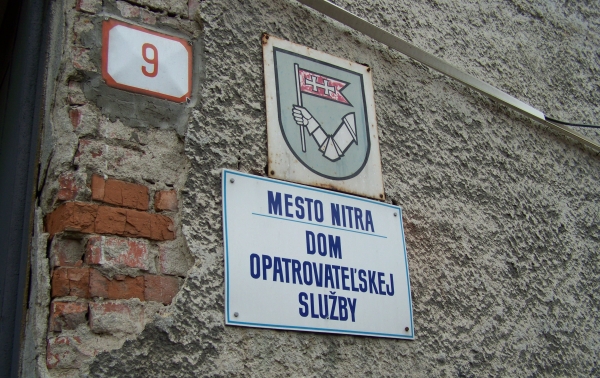 9
MESTO NITRA
DOM
OPATROVATEĽSKEJ
SLUŽBY